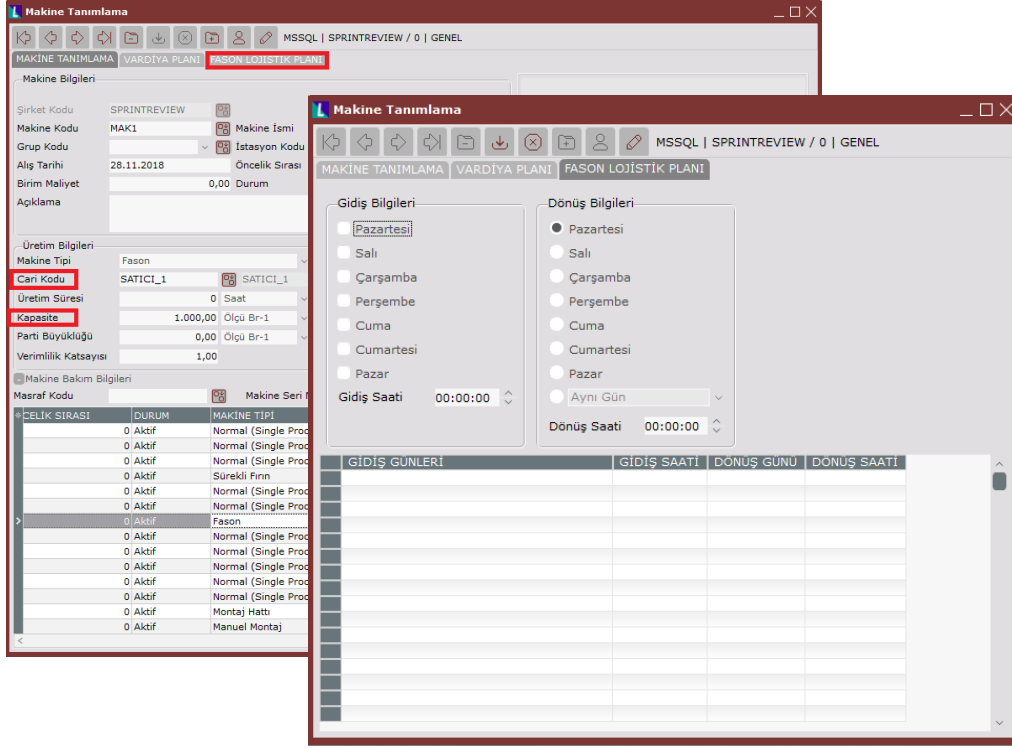 Makine Tanımlama
MSSQL | SPRINTREVIEW / 0 | GENEL
MAKİNE TANIMLAMA VARDİYA PLANI FASON LOJİSTİK PLANI
Makine Bilgileri
Şirket Kodu SPRINTREVIEW
Makine Kodu MAK1 Makine İsmi
Grup Kodu İstasyon Kodu
Alış Tarihi 28.11.2018 Öncelik Sırası
Birim Maliyet 0,00 Durum
Açıklama
Üretim Bilgileri
Makine Tipi Fason
Cari Kodu SATICI_1 SATICI_1
Üretim Süresi 0 Saat
Kapasite 1.000,00 Ölçü Br-1
Parti Büyüklüğü 0,00 Ölçü Br-1
Verimlilik Katsayısı 1,00
Makine Bakım Bilgileri
Masraf Kodu Makine Seri
CELİK SIRASI DURUM MAKİNE TİPİ
0 Aktif Normal (Single Proc
0 Aktif Normal (Single Proc
0 Aktif Normal (Single Proc
0 Aktif Sürekli Fırın
0 Aktif Normal (Single Proc
0 Aktif Normal (Single Proc
0 Aktif Fason
0 Aktif Normal (Single Proc
0 Aktif Normal (Single Proc
0 Aktif Normal (Single Proc
0 Aktif Normal (Single Proc
0 Aktif Normal (Single Proc
0 Aktif Montaj Hattı
0 Aktif Manuel Montaj
Makine Tanımlama
MSSQL | SPRINTREVIEW / 0 | GENEL
MAKİNE TANIMLAMA VARDİYA PLANI FASON LOJİSTİK PLANI
Gidiş Bilgileri Dönüş Bilgileri
Pazartesi Pazartesi
Salı Salı
Çarşamba Çarşamba
Perşembe Perşembe
Cuma Cuma
Cumartesi Cumartesi
Pazar Pazar
Gidiş Saati 00:00:00 Aynı Gün
Dönüş Saati 00:00:00
GİDİŞ GÜNLERİ GİDİŞ SAATİ DÖNÜŞ GÜNÜ DÖNÜŞ SAATİ